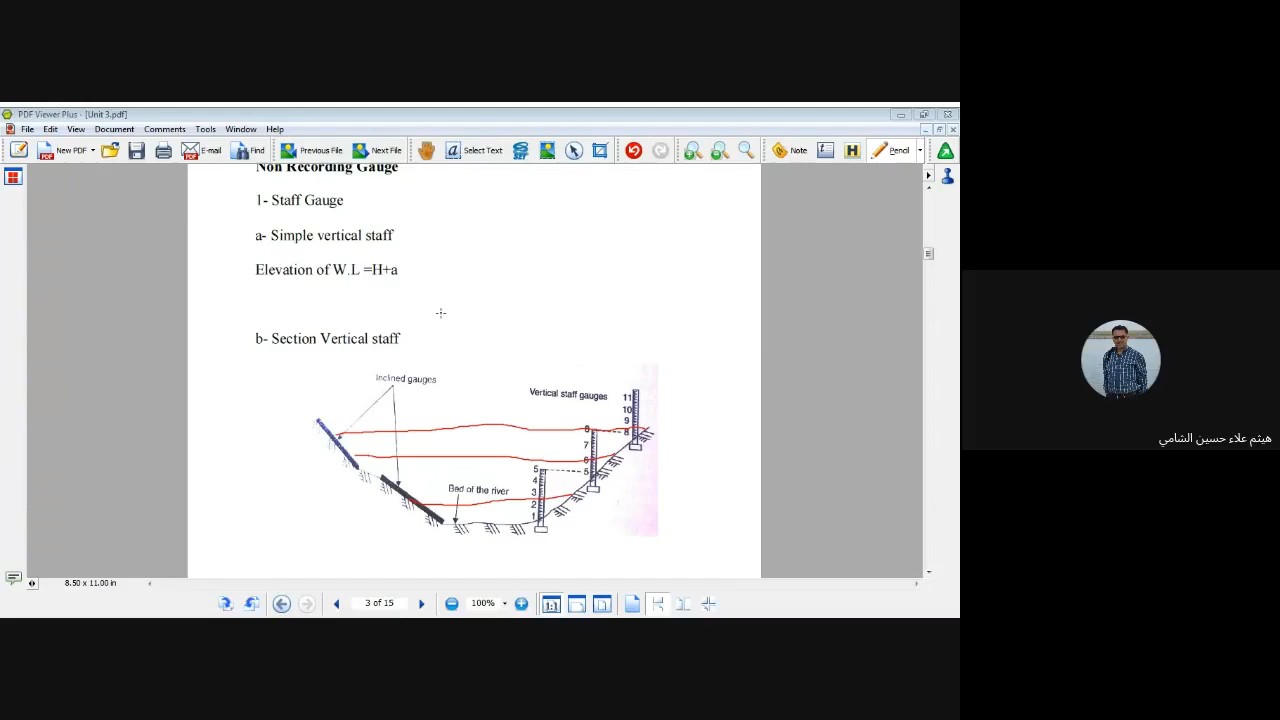 PDF Viewer Plus - [Unit 3.pdf]
File Edit View Document Comments Tools Window Help
New PDF E-mail Find Previous File Next File Select Text Note Pencil
Non Recording Gauge
1- Staff Gauge
a- Simple vertical staff
Elevation of W.L =H+a
b- Section Vertical staff
Inclined gauges
Vertical staff gauges
11
10
9
8
8
7
6
5
5
4
3
2
1
Bed of the river
هيثم علاء حسين الشامي
8.50 x 11.00 in
3 of 15 100%